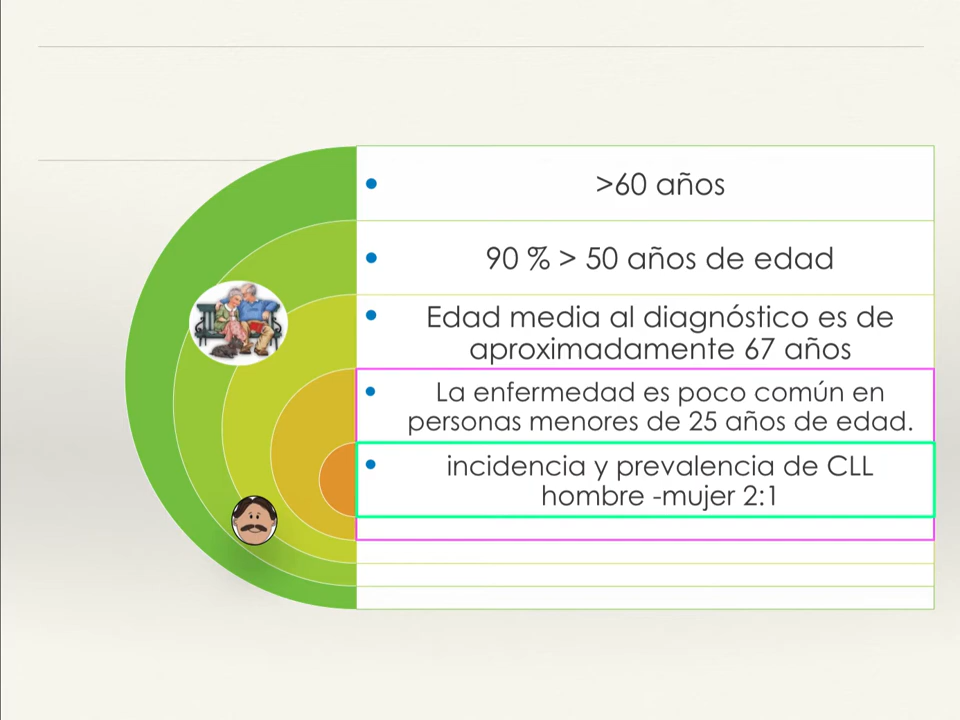 • >60 años
• 90 % > 50 años de edad
• Edad media al diagnóstico es de
aproximadamente 67 años
• La enfermedad es poco común en
personas menores de 25 años de edad.
• incidencia y prevalencia de CLL
hombre -mujer 2:1